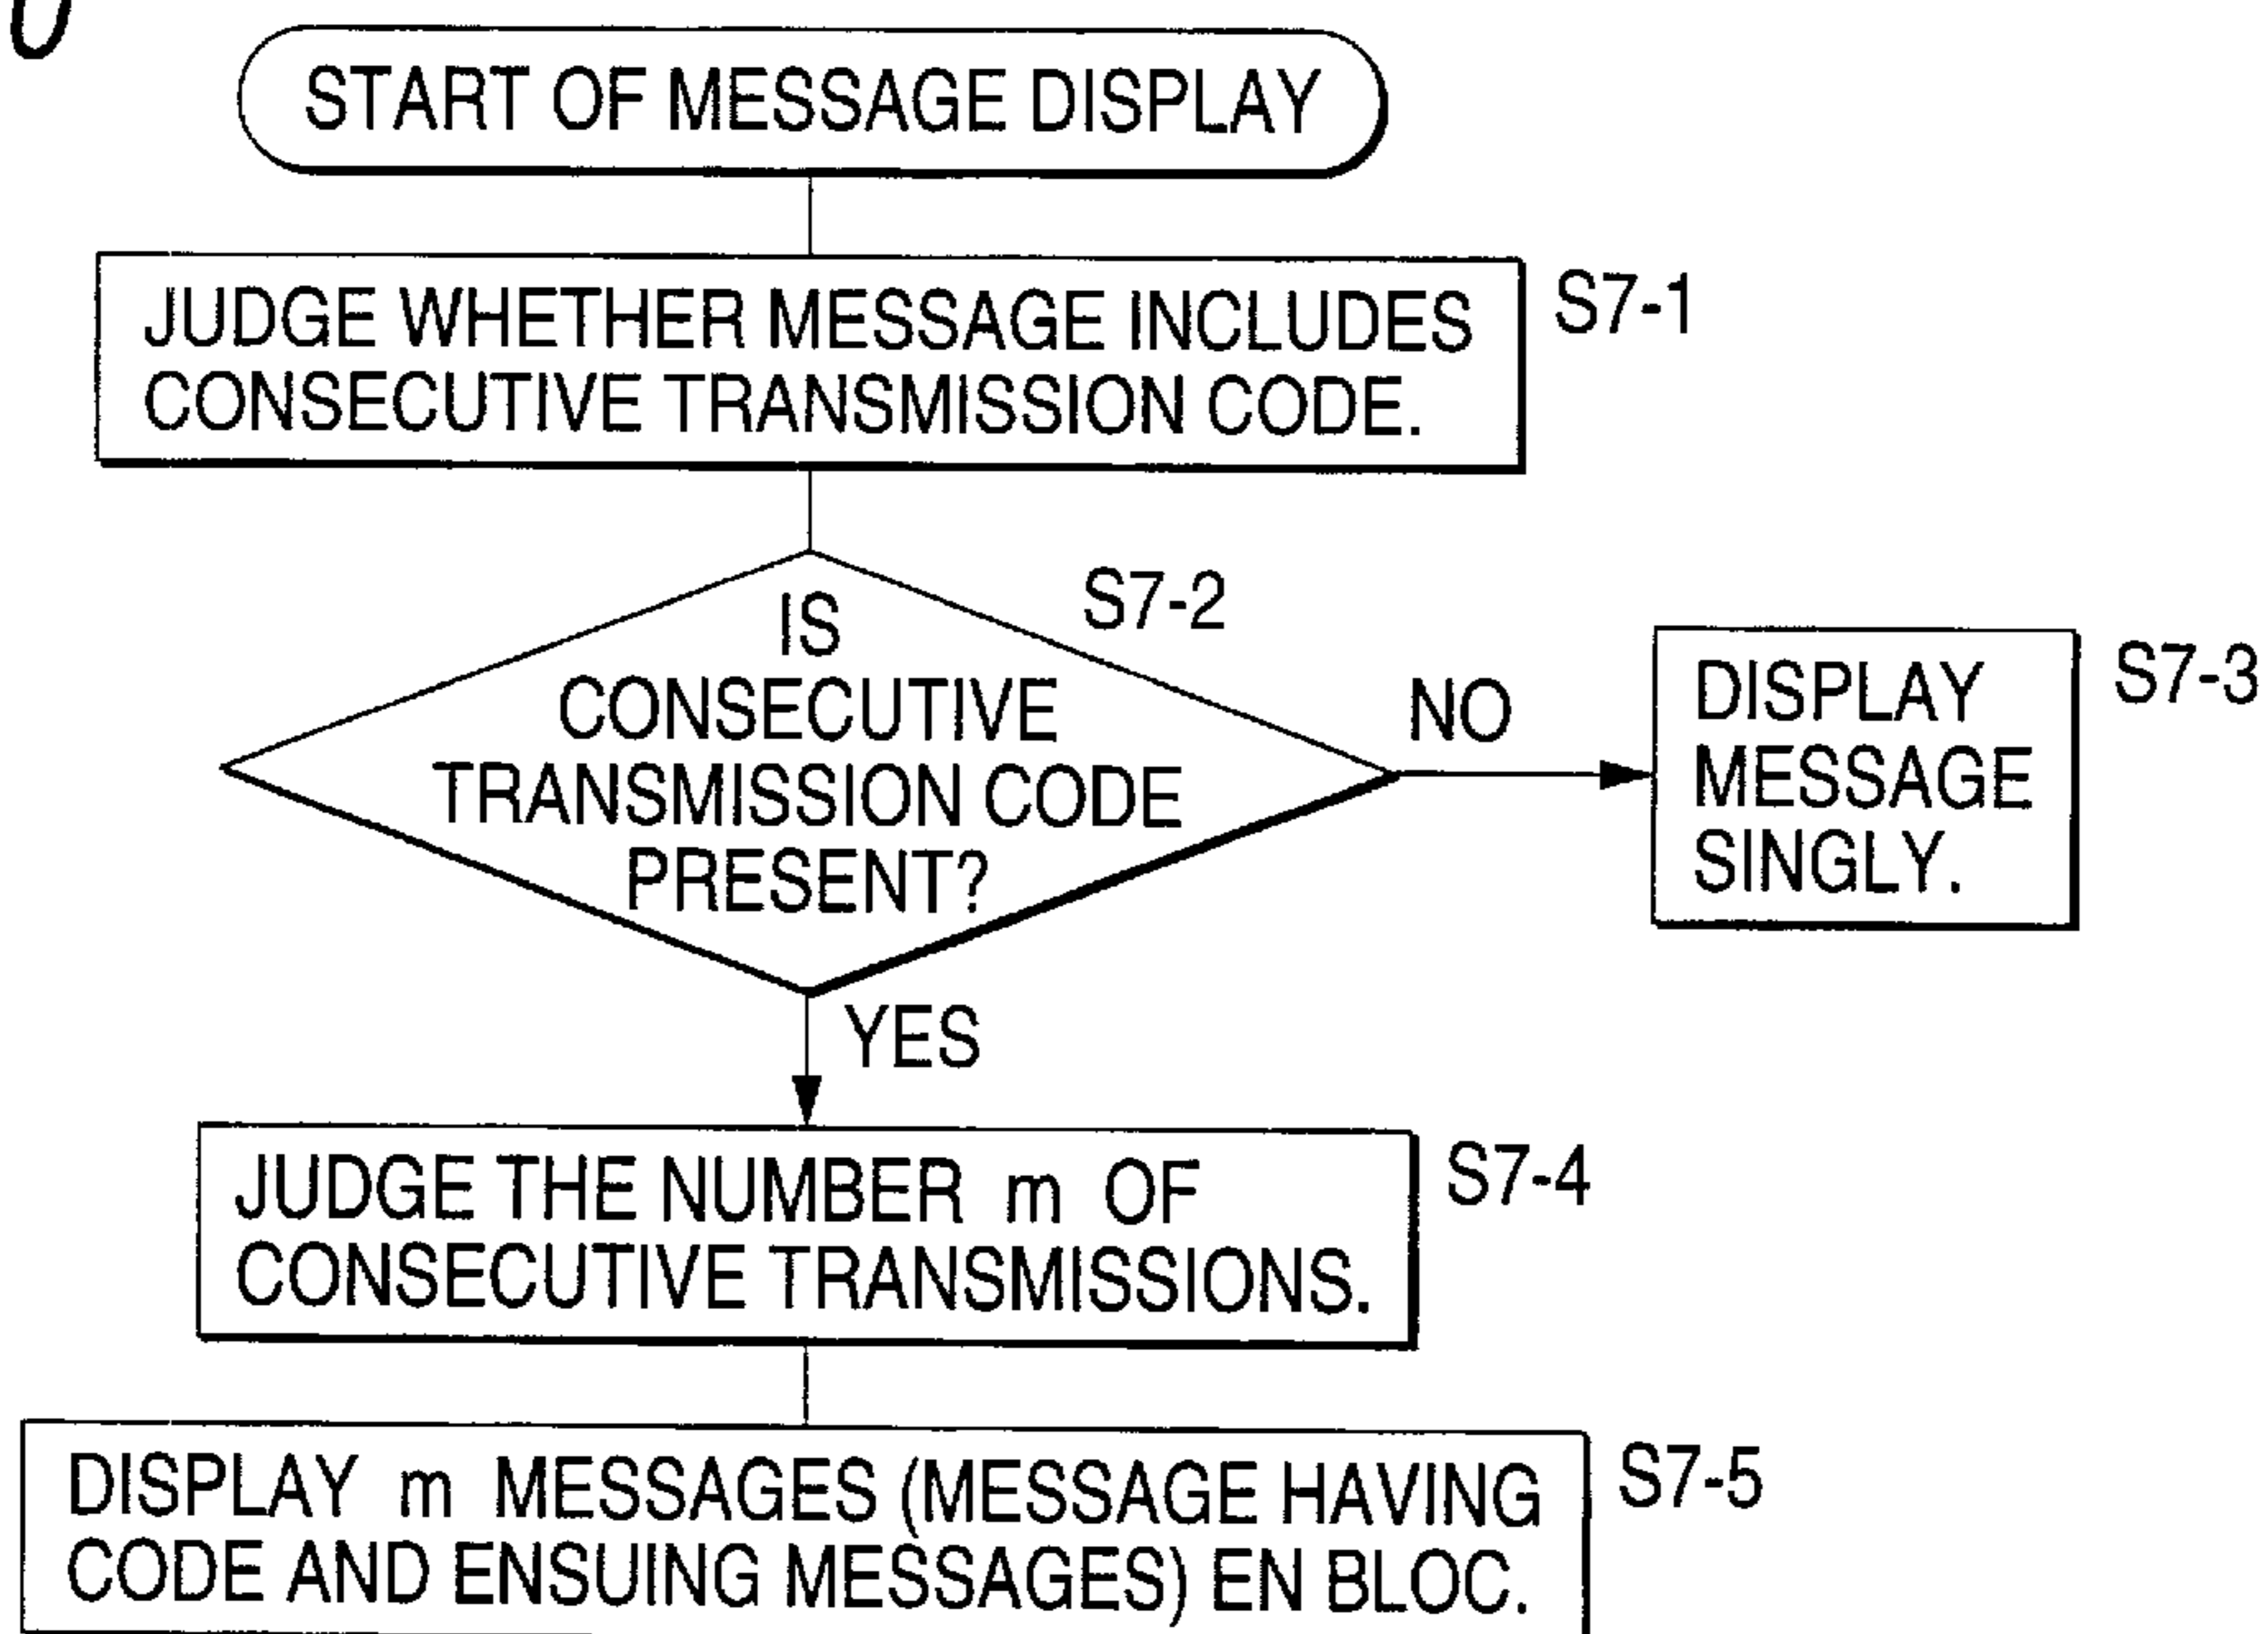 START OF MESSAGE DISPLAY
JUDGE WHETHER MESSAGE INCLUDES
CONSECUTIVE TRANSMISSION CODE.
S7-1
IS
CONSECUTIVE
TRANSMISSION CODE
PRESENT?
S7-2
NO
DISPLAY
MESSAGE
SINGLY.
S7-3
YES
JUDGE THE NUMBER m OF
CONSECUTIVE TRANSMISSIONS.
S7-4
DISPLAY m MESSAGES (MESSAGE HAVING
CODE AND ENSUING MESSAGES) EN BLOC.
S7-5